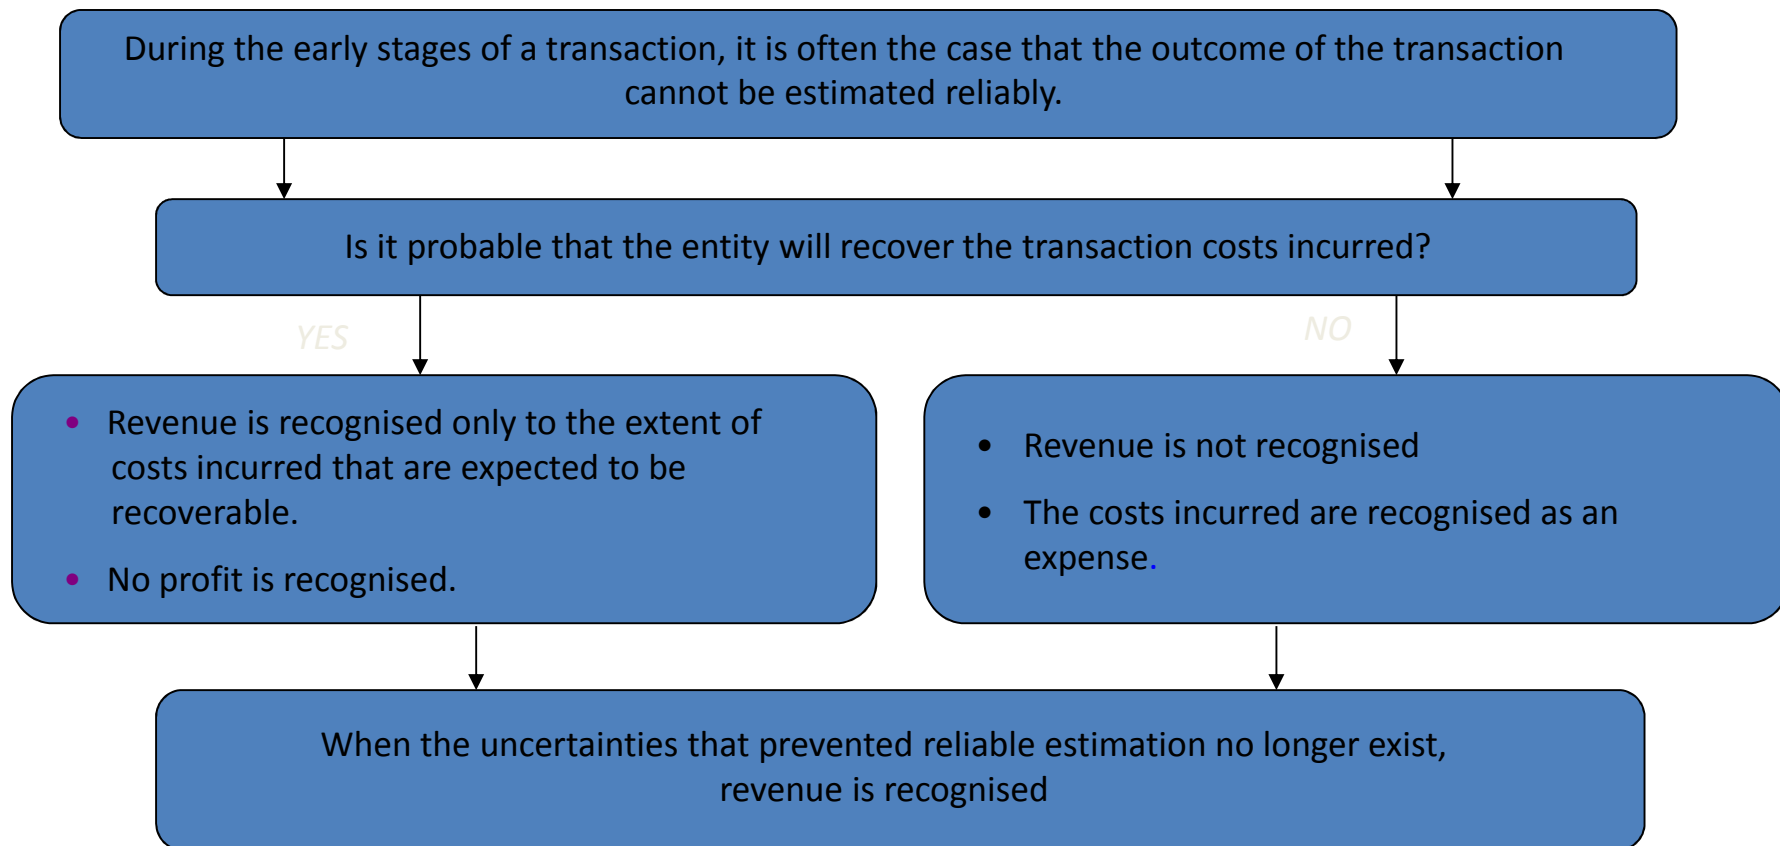 During the early stages of a transaction, it is often the case that the outcome of the transaction
cannot be estimated reliably.
Is it probable that the entity will recover the transaction costs incurred?
YES
NO
• Revenue is recognised only to the extent of
costs incurred that are expected to be
recoverable.
• No profit is recognised.
• Revenue is not recognised
• The costs incurred are recognised as an
expense.
When the uncertainties that prevented reliable estimation no longer exist,
revenue is recognised